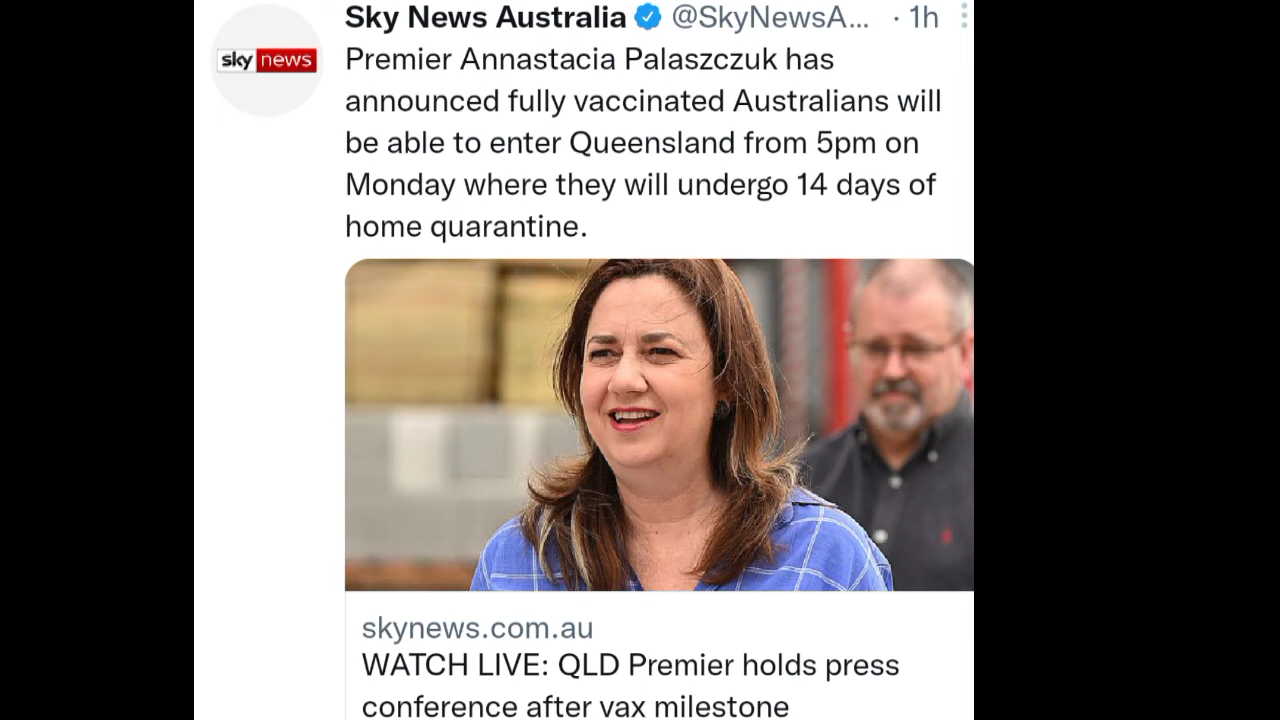 sky news
Sky News Australia @SkyNewsA... · 1h
Premier Annastacia Palaszczuk has
announced fully vaccinated Australians will
be able to enter Queensland from 5pm on
Monday where they will undergo 14 days of
home quarantine.
skynews.com.au
WATCH LIVE: QLD Premier holds press
conference after vax milestone